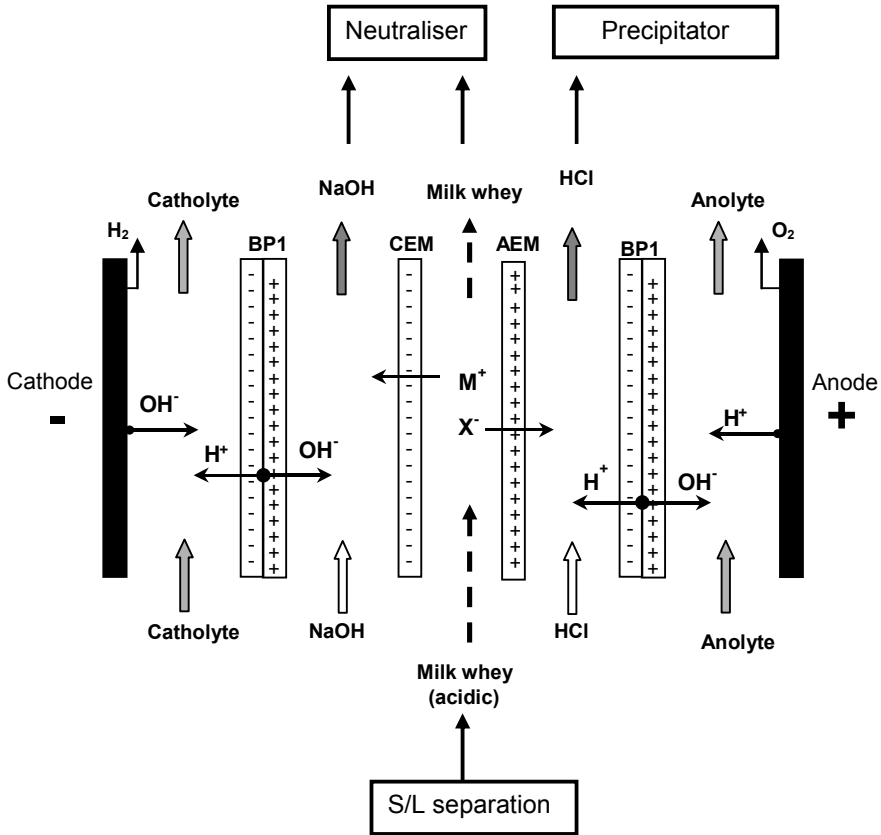 Neutraliser
Precipitator
NaOH
Milk whey
HCl
Catholyte
Anolyte
H₂
BP1
CEM
AEM
BP1
O₂
Cathode
-
OH⁻
H⁺
OH⁻
M⁺
X⁻
H⁺
OH⁻
H⁺
Anode
+
Catholyte
NaOH
HCl
Anolyte
Milk whey
(acidic)
S/L separation